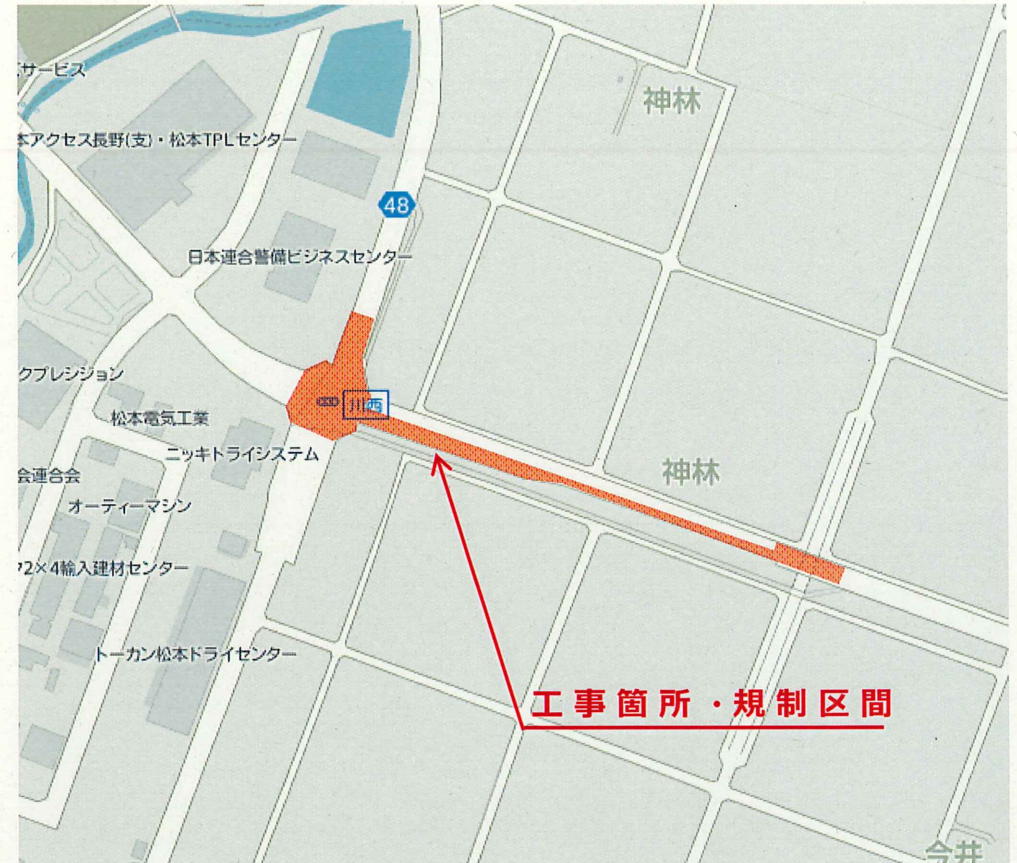 サービス
神林
本アクセス長野(支)・松本TPLセンター
48
日本連合警備ビジネスセンター
クプレシジョン
川西
松本電気工業
ニッキトライシステム
神林
会連合会
オーティーマシン
2×4輸入建材センター
トーカン松本ドライセンター
工事箇所・規制区間
今井